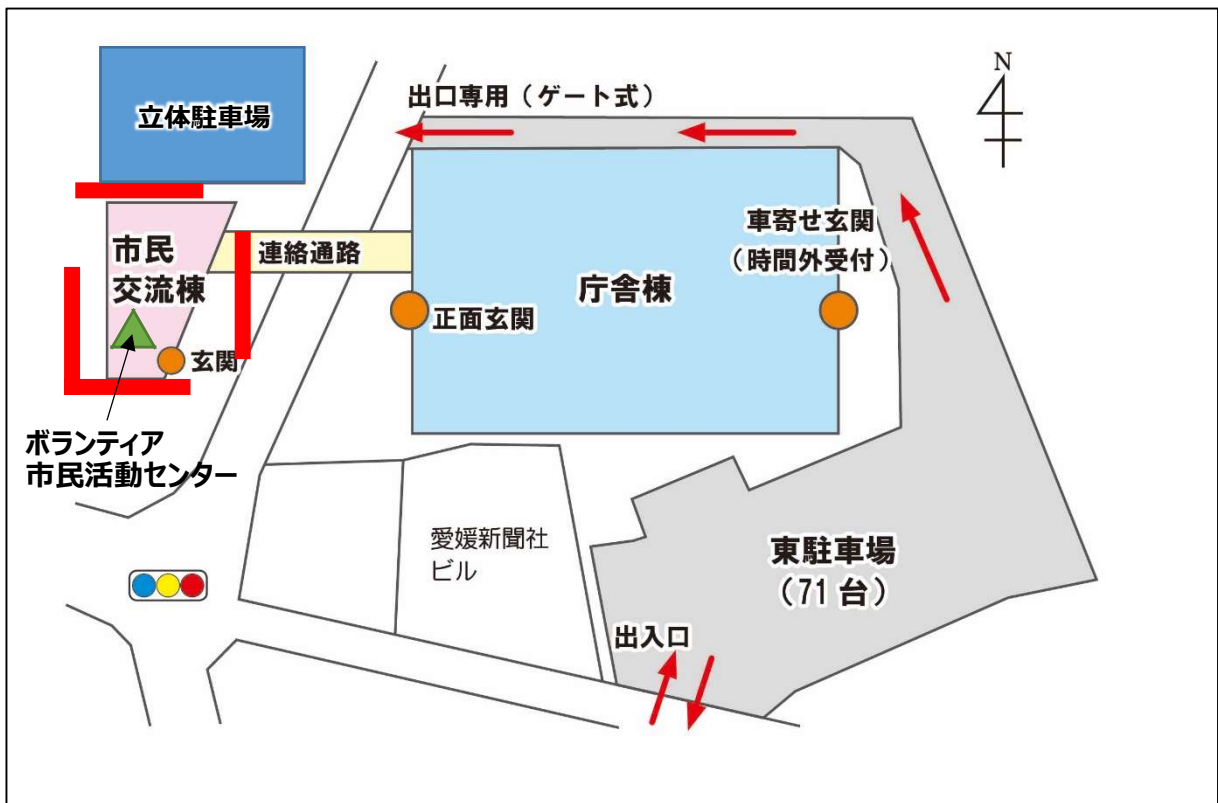 立体駐車場
出口専用（ゲート式）
N
市民
交流棟
連絡通路
車寄せ玄関
（時間外受付）
庁舎棟
正面玄関
玄関
ボランティア
市民活動センター
愛媛新聞社
ビル
東駐車場
（71台）
出入口